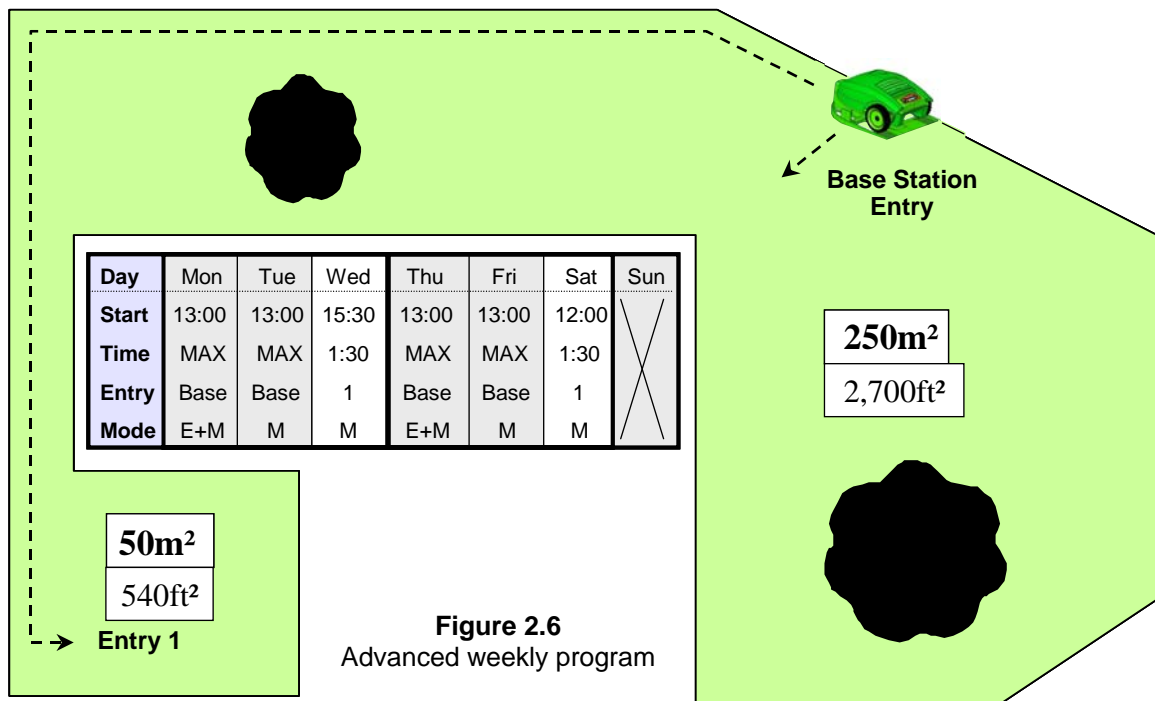 Base Station
Entry
Day Mon Tue Wed Thu Fri Sat Sun
Start 13:00 13:00 15:30 13:00 13:00 12:00
Time MAX MAX 1:30 MAX MAX 1:30
Entry Base Base 1 Base Base 1
Mode E+M M M E+M M M
250m²
2,700ft²
50m²
540ft²
Entry 1
Figure 2.6
Advanced weekly program